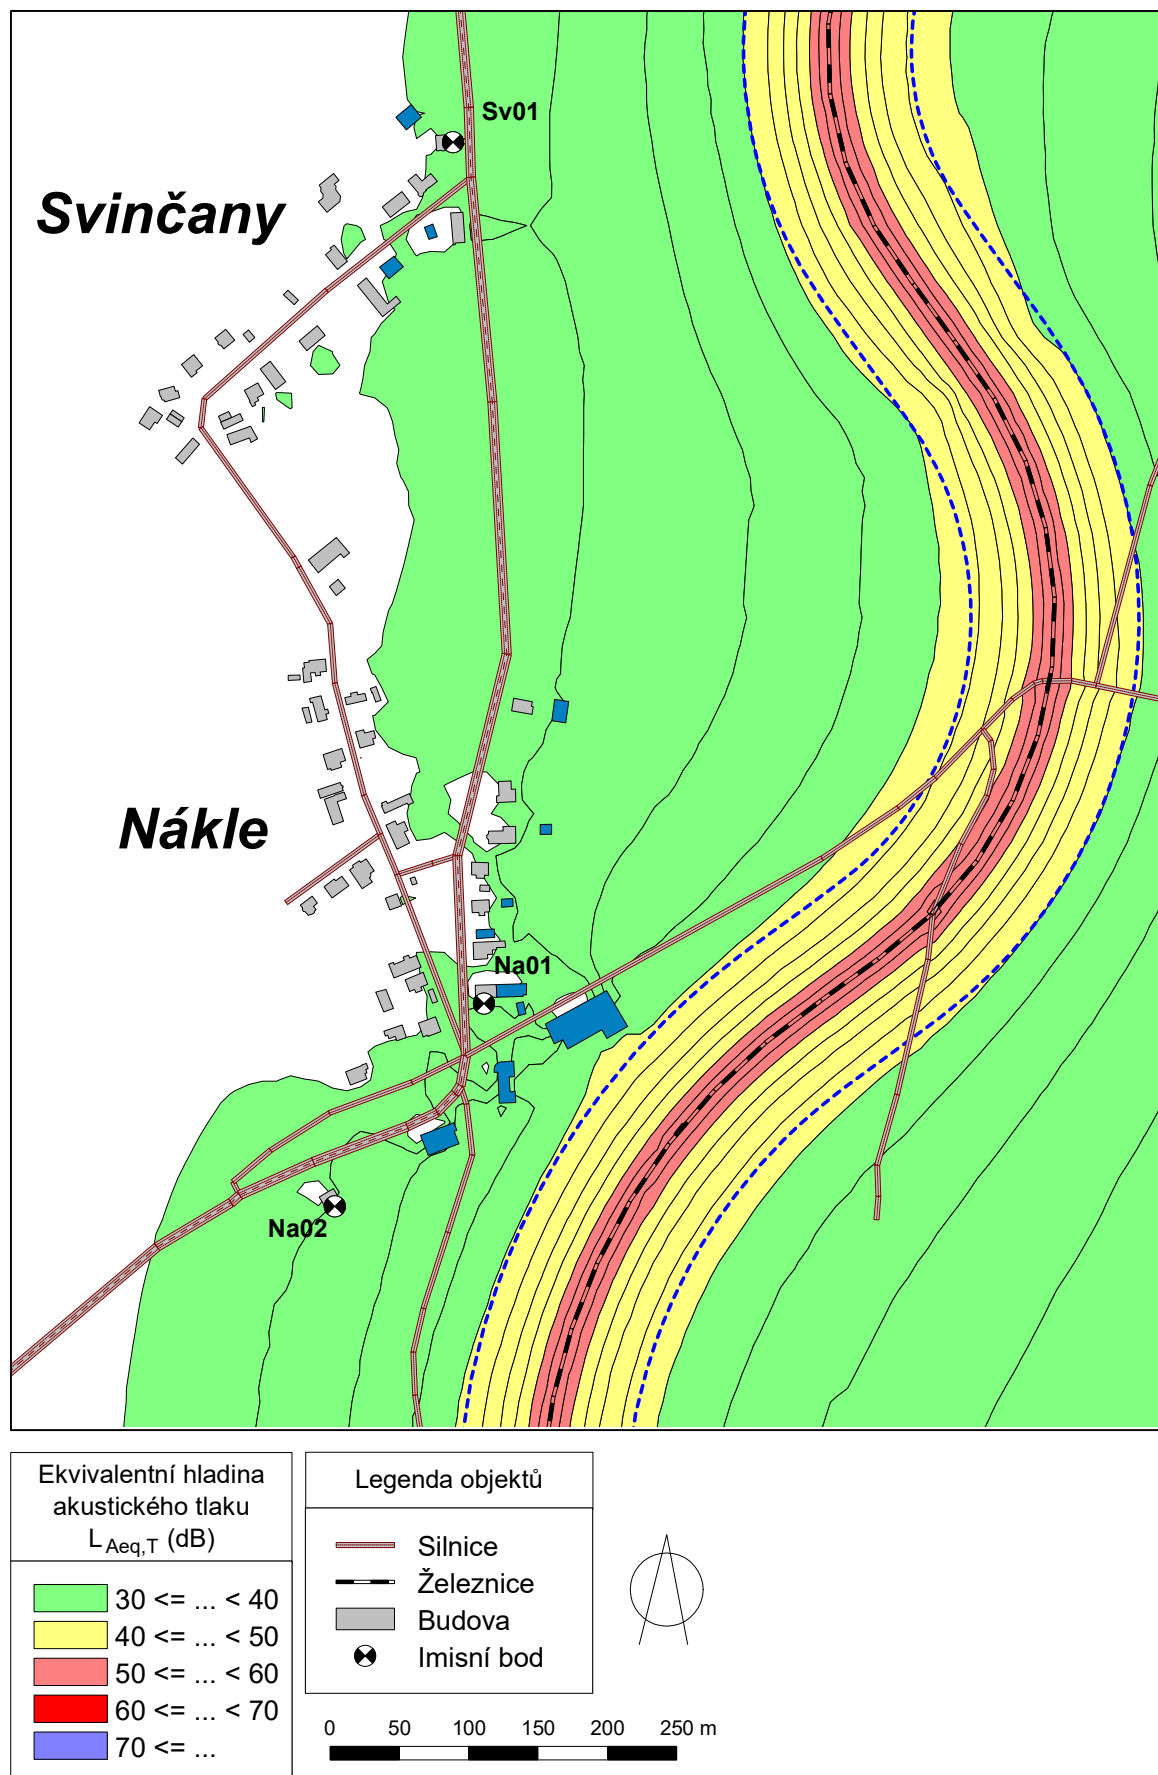 Sv01
Svinčany
Nákle
Na01
Na02
Ekvivalentní hladina
akustického tlaku
L Aeq,T (dB)
30 <= ... < 40
40 <= ... < 50
50 <= ... < 60
60 <= ... < 70
70 <= ...
Legenda objektů
Silnice
Železnice
Budova
Imisní bod
0 50 100 150 200 250 m